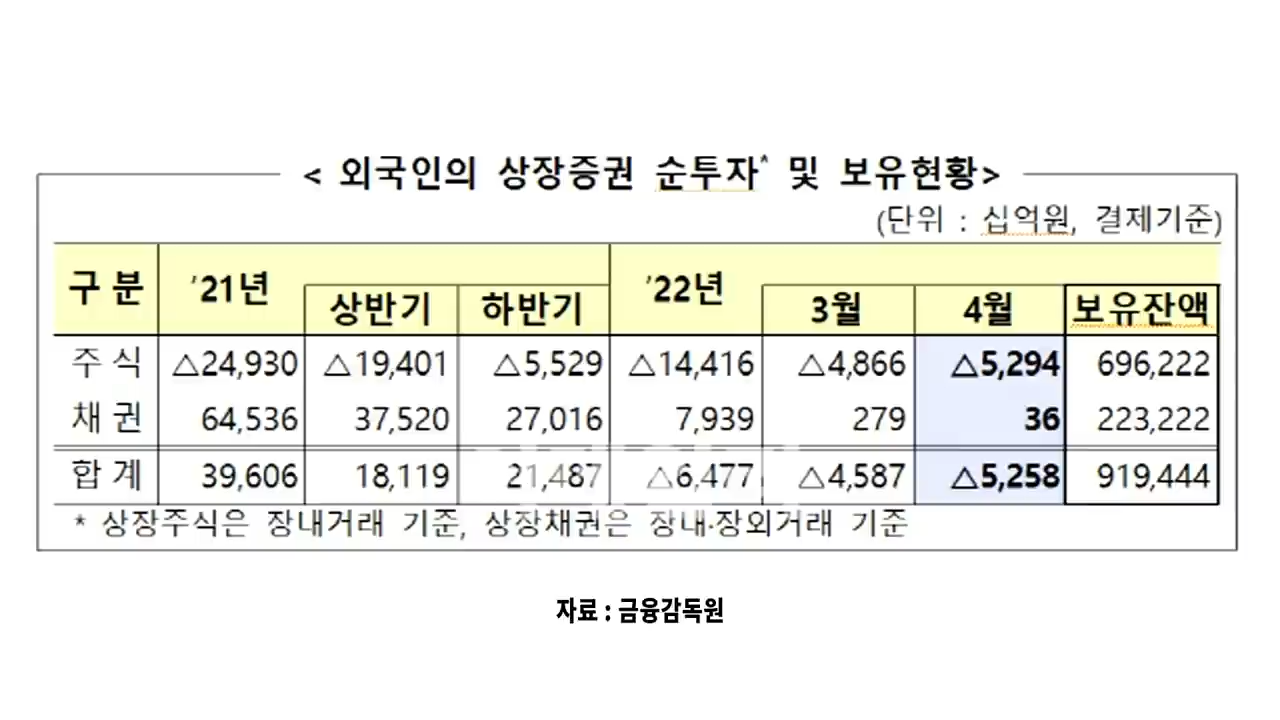 < 외국인의 상장증권 순투자* 및 보유현황>
(단위 : 십억원, 결제기준)
구 분 ′21년 상반기 하반기 ′22년 3월 4월 보유잔액
주 식 △24,930 △19,401 △5,529 △14,416 △4,866 △5,294 696,222
채 권 64,536 37,520 27,016 7,939 279 36 223,222
합 계 39,606 18,119 21,487 △6,477 △4,587 △5,258 919,444
* 상장주식은 장내거래 기준, 상장채권은 장내·장외거래 기준
자료 : 금융감독원